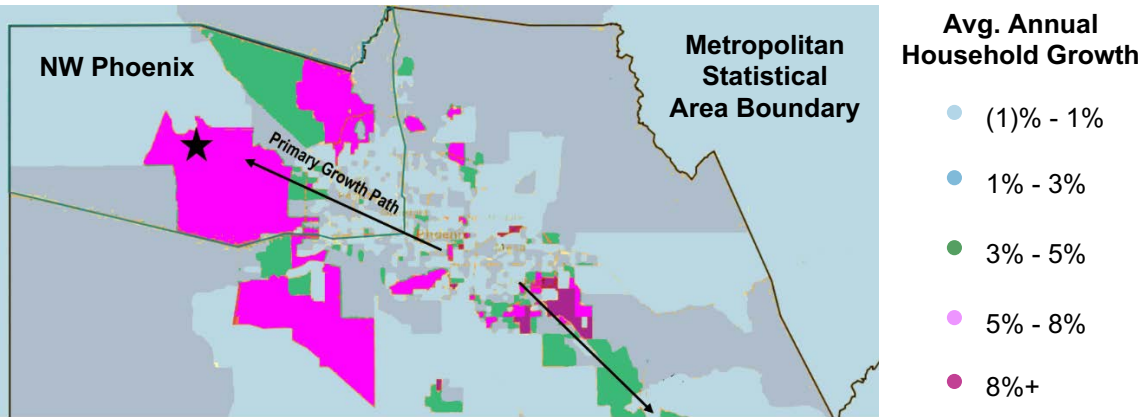 NW Phoenix
Metropolitan
Statistical
Area Boundary
Primary Growth Path
Avg. Annual
Household Growth
(1)% - 1%
1% - 3%
3% - 5%
5% - 8%
8%+